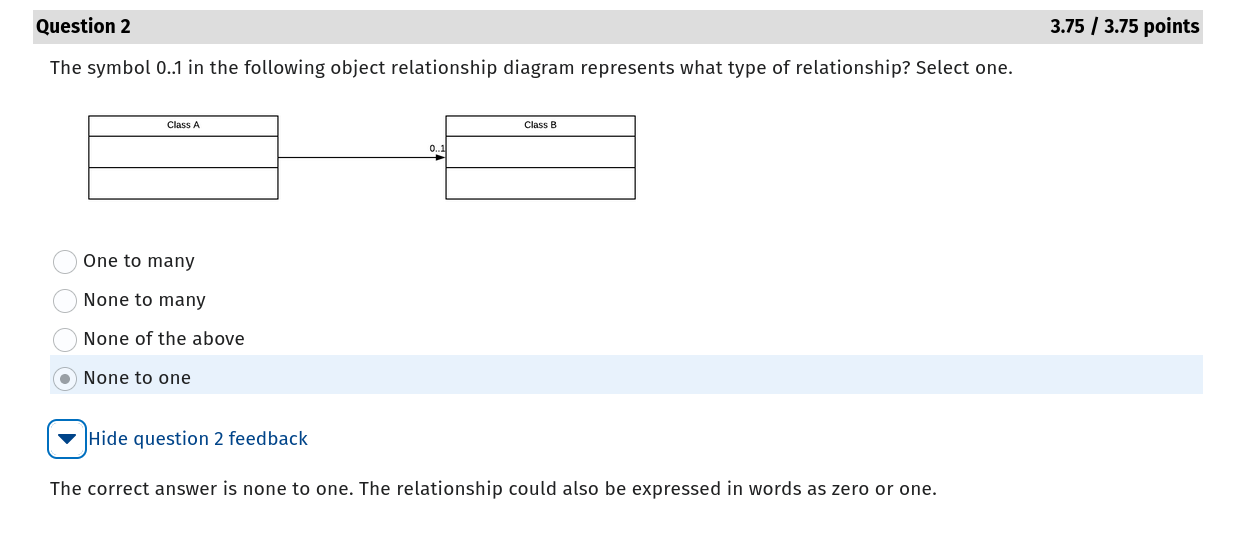 Question 2 3.75 / 3.75 points
The symbol 0..1 in the following object relationship diagram represents what type of relationship? Select one.
Class A Class B
0..1
One to many
None to many
None of the above
None to one
Hide question 2 feedback
The correct answer is none to one. The relationship could also be expressed in words as zero or one.